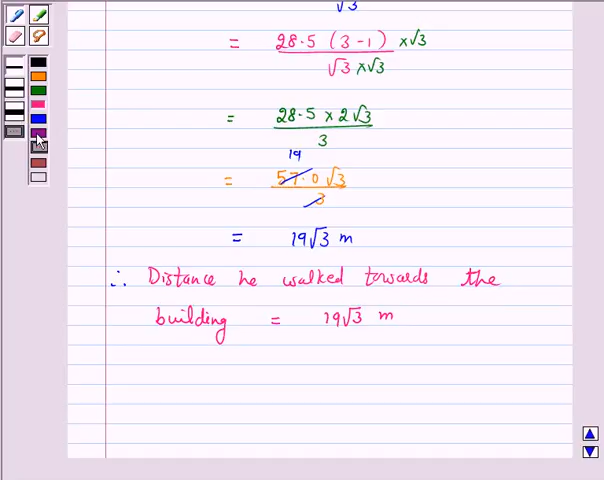 √3
= 28.5 (3-1) × √3 / √3 × √3
= 28.5 × 2√3 / 3
19
= 57.0 √3 / 3
= 19√3 m
∴ Distance he walked towards the
building = 19√3 m